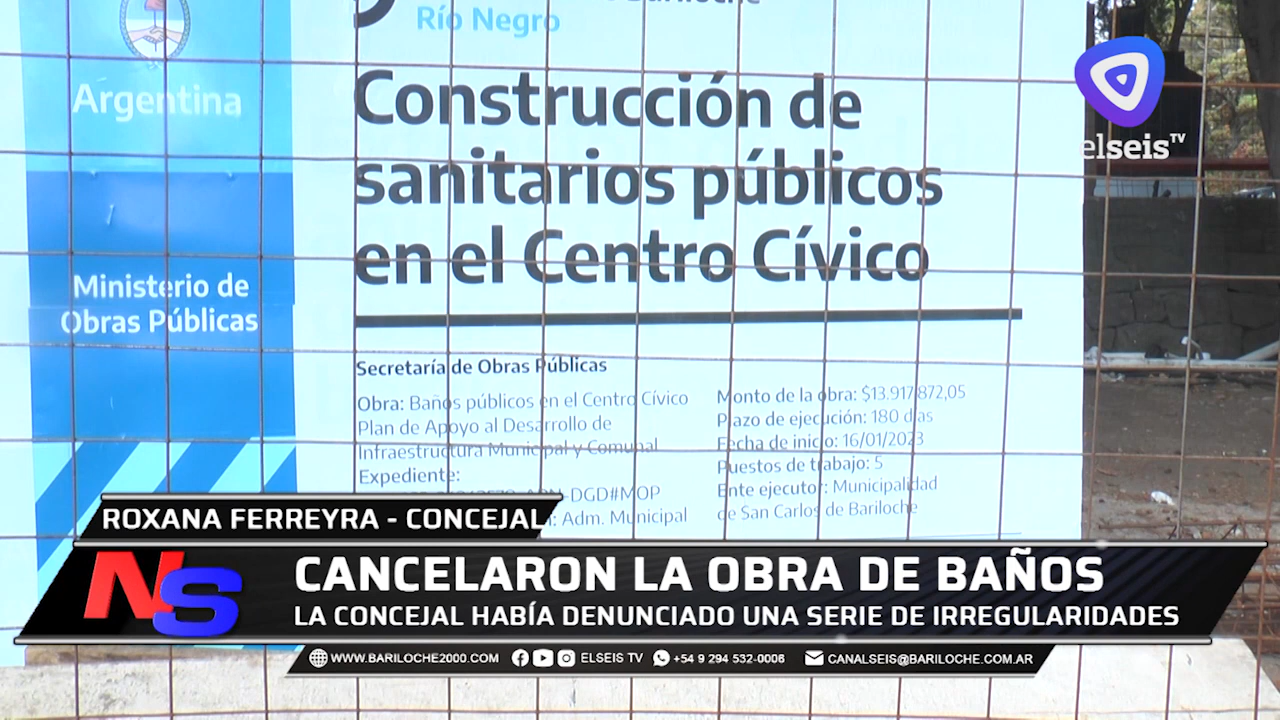 Bariloche
Río Negro
Argentina
Construcción de
sanitarios públicos
en el Centro Cívico
Ministerio de
Obras Públicas
Secretaría de Obras Públicas
Obra: Baños públicos en el Centro Cívico
Plan de Apoyo al Desarrollo de
Infraestructura Municipal y Comunal
Expediente:
-DGD#MOP
: Adm. Municipal
Monto de la obra: $13.917.872,05
Plazo de ejecución: 180 días
Fecha de inicio: 16/01/2023
Puestos de trabajo: 5
Ente ejecutor: Municipalidad
de San Carlos de Bariloche
elseis TV
ROXANA FERREYRA - CONCEJAL
NS
CANCELARON LA OBRA DE BAÑOS
LA CONCEJAL HABÍA DENUNCIADO UNA SERIE DE IRREGULARIDADES
WWW.BARILOCHE2000.COM ELSEIS TV +54 9 294 532-0006 CANALSEIS@BARILOCHE.COM.AR